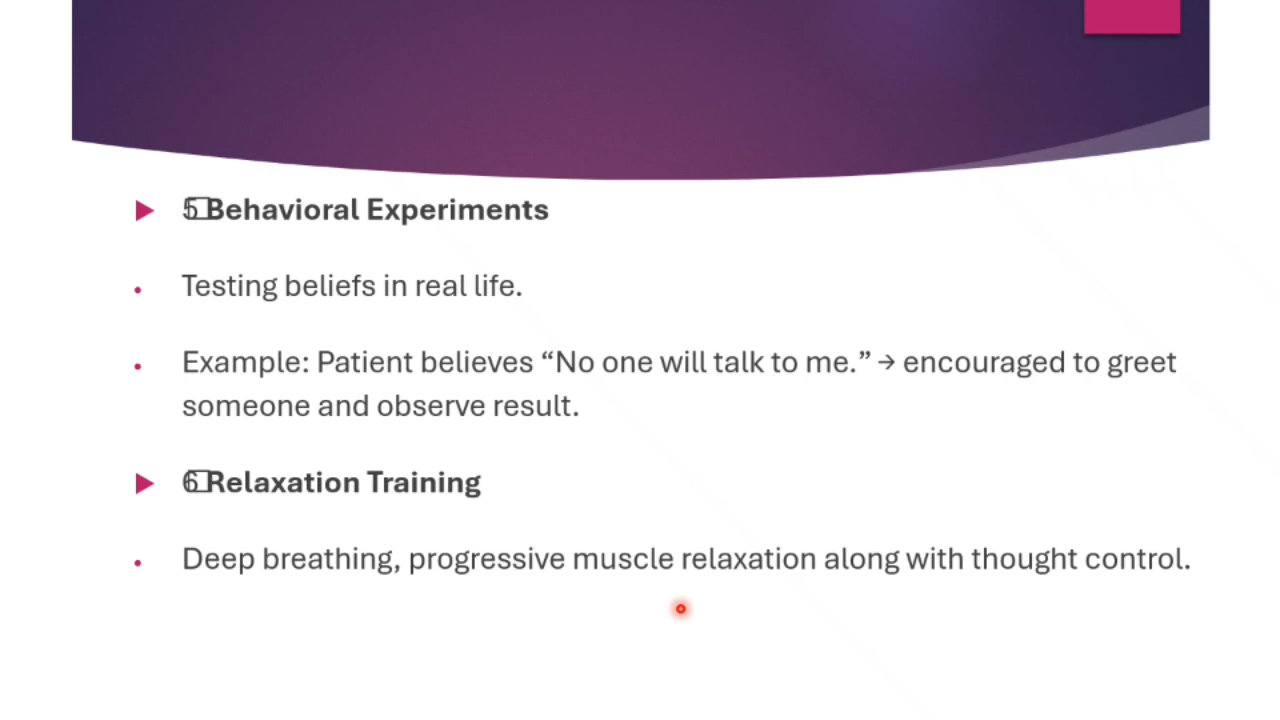 5 Behavioral Experiments
Testing beliefs in real life.
Example: Patient believes “No one will talk to me.” → encouraged to greet
someone and observe result.
6 Relaxation Training
Deep breathing, progressive muscle relaxation along with thought control.